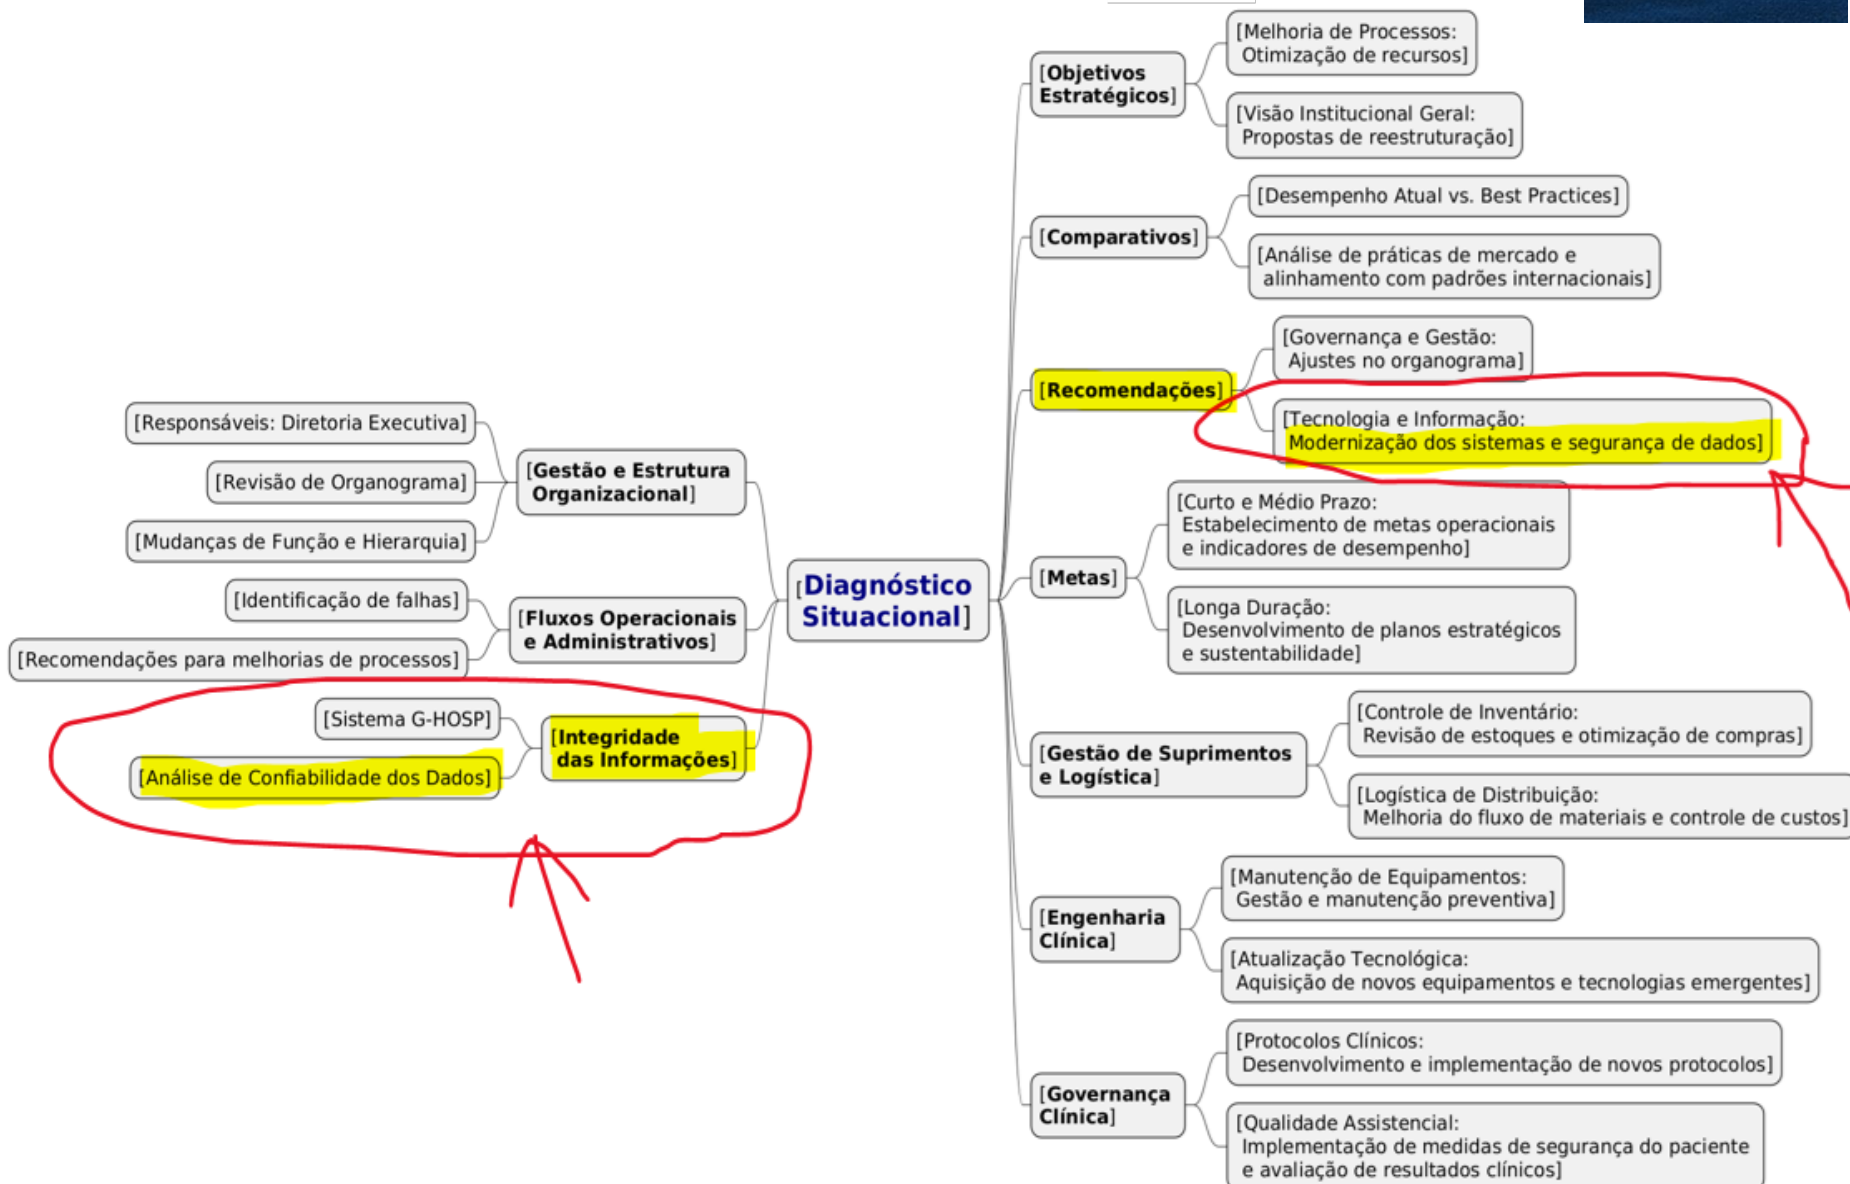 [Responsáveis: Diretoria Executiva]
[Revisão de Organograma]
[Mudanças de Função e Hierarquia]
[Gestão e Estrutura
Organizacional]
[Identificação de falhas]
[Recomendações para melhorias de processos]
[Fluxos Operacionais
e Administrativos]
[Sistema G-HOSP]
[Análise de Confiabilidade dos Dados]
[Integridade
das Informações]
[Diagnóstico
Situacional]
[Objetivos
Estratégicos]
[Melhoria de Processos:
Otimização de recursos]
[Visão Institucional Geral:
Propostas de reestruturação]
[Comparativos]
[Desempenho Atual vs. Best Practices]
[Análise de práticas de mercado e
alinhamento com padrões internacionais]
[Recomendações]
[Governança e Gestão:
Ajustes no organograma]
[Tecnologia e Informação:
Modernização dos sistemas e segurança de dados]
[Metas]
[Curto e Médio Prazo:
Estabelecimento de metas operacionais
e indicadores de desempenho]
[Longa Duração:
Desenvolvimento de planos estratégicos
e sustentabilidade]
[Gestão de Suprimentos
e Logística]
[Controle de Inventário:
Revisão de estoques e otimização de compras]
[Logística de Distribuição:
Melhoria do fluxo de materiais e controle de custos]
[Engenharia
Clínica]
[Manutenção de Equipamentos:
Gestão e manutenção preventiva]
[Atualização Tecnológica:
Aquisição de novos equipamentos e tecnologias emergentes]
[Governança
Clínica]
[Protocolos Clínicos:
Desenvolvimento e implementação de novos protocolos]
[Qualidade Assistencial:
Implementação de medidas de segurança do paciente
e avaliação de resultados clínicos]